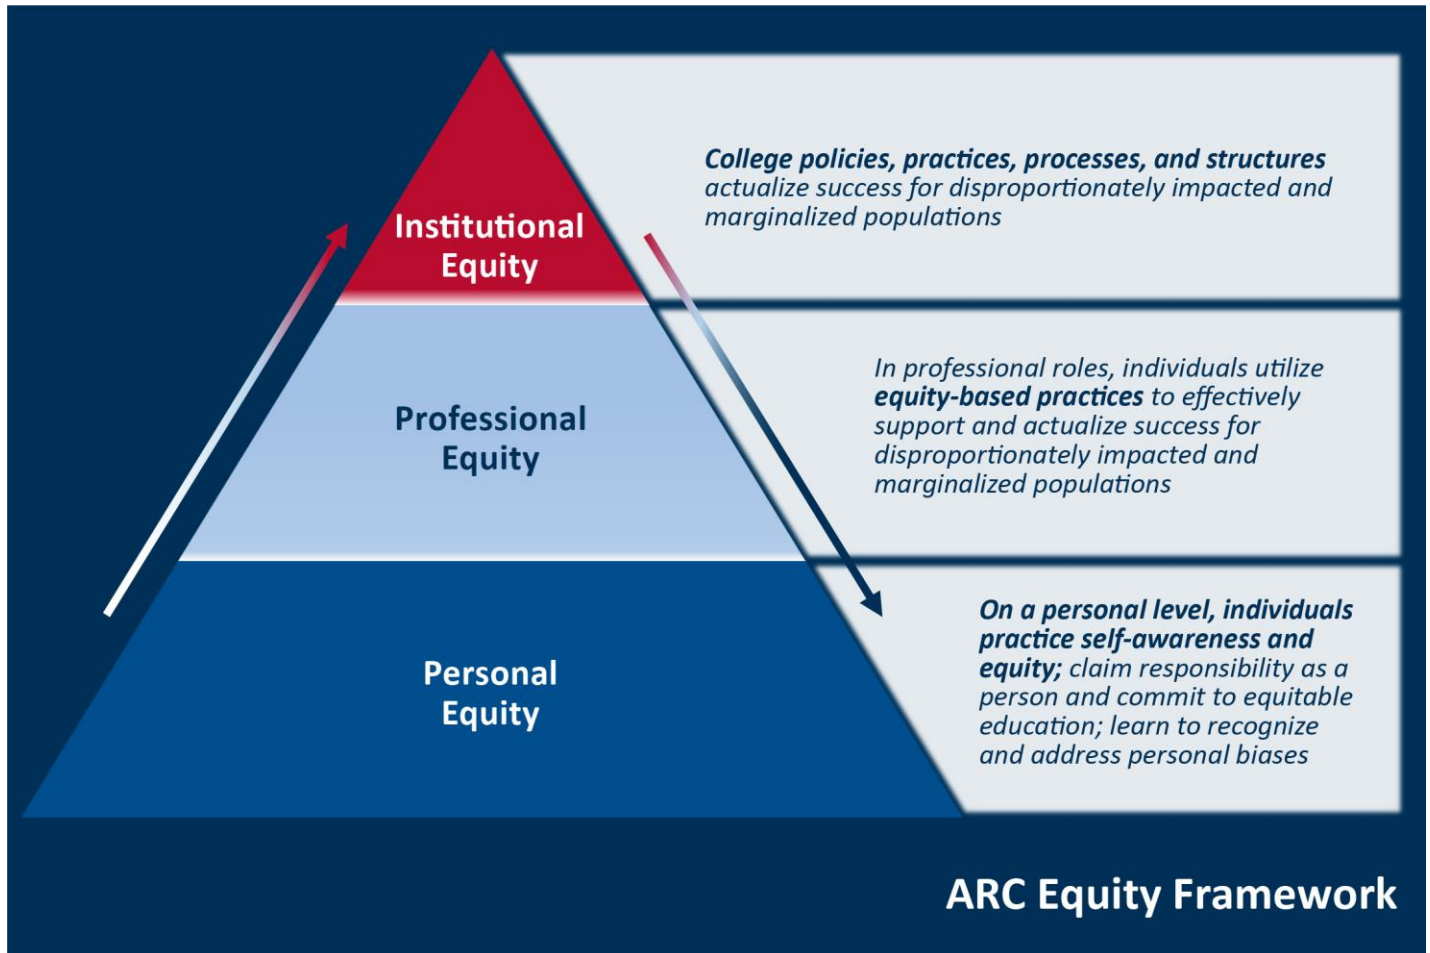 College policies, practices, processes, and structures
actualize success for disproportionately impacted and
marginalized populations
Institutional
Equity
In professional roles, individuals utilize
equity-based practices to effectively
support and actualize success for
disproportionately impacted and
marginalized populations
Professional
Equity
On a personal level, individuals
practice self-awareness and
equity; claim responsibility as a
person and commit to equitable
education; learn to recognize
and address personal biases
Personal
Equity
ARC Equity Framework